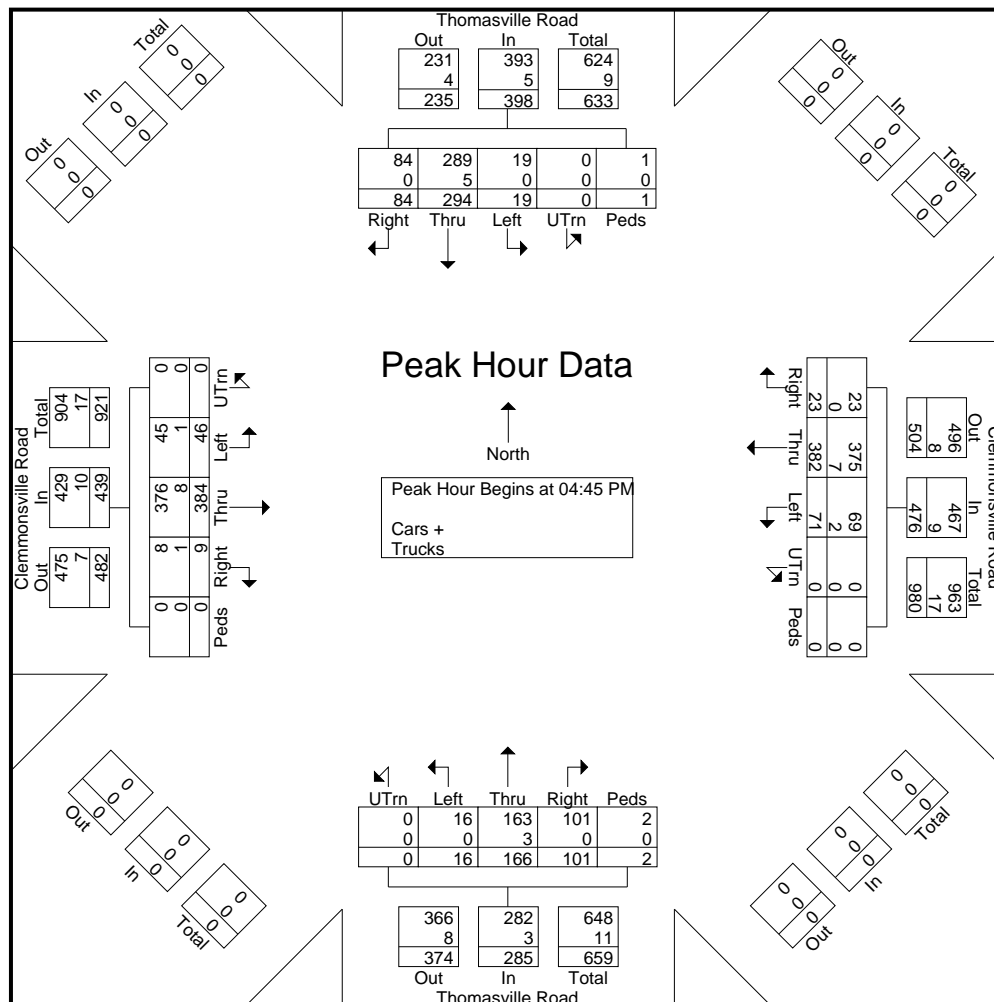 Thomasville Road
Out In Total
231 393 624
4 5 9
235 398 633
84 289 19 0 1
0 5 0 0 0
84 294 19 0 1
Right Thru Left UTrn Peds
Total
0
0
0
In
0
0
0
Out
0
0
0
Out
0
0
0
In
0
0
0
Total
0
0
0
Peak Hour Data
North
Peak Hour Begins at 04:45 PM
Cars +
Trucks
Clemmonsville Road
Out In Total
475 429 904
7 10 17
482 439 921
0 8 376 45 0
0 1 8 1 0
0 9 384 46 0
Peds Right Thru Left UTrn
Clemmonsville Road
Out In Total
496 467 963
8 9 17
504 476 980
23 375 69 0 0
0 7 2 0 0
23 382 71 0 0
Right Thru Left UTrn Peds
UTrn Left Thru Right Peds
0 16 163 101 2
0 0 3 0 0
0 16 166 101 2
366 282 648
8 3 11
374 285 659
Out In Total
Thomasville Road
0
0
0
Out
0
0
0
In
0
0
0
Total
0
0
0
Total
0
0
0
In
0
0
0
Out